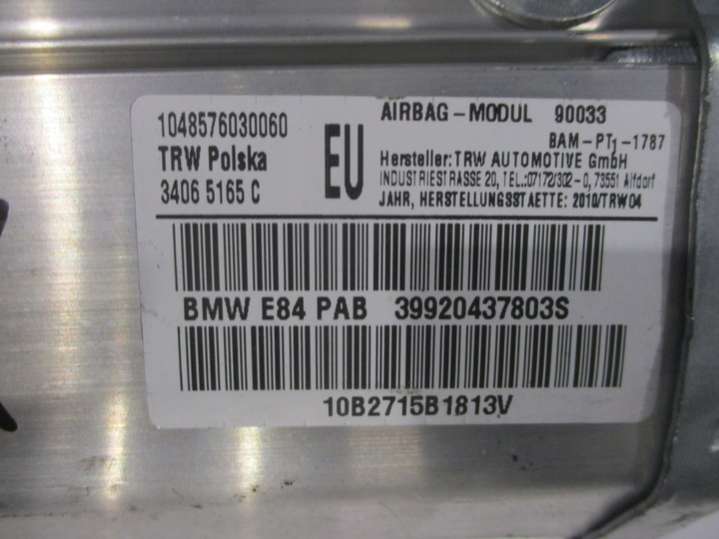 1048576030060
TRW Polska
3406 5165 C
EU
AIRBAG - MODUL 90033
BAM-PT1-1787
Hersteller: TRW AUTOMOTIVE GmbH
INDUSTRIESTRASSE 20, TEL.:07172/302-0, 73551 Alfdorf
JAHR, HERSTELLUNGSSTAETTE: 2010/TRW04
BMW E84 PAB 39920437803S
10B2715B1813V